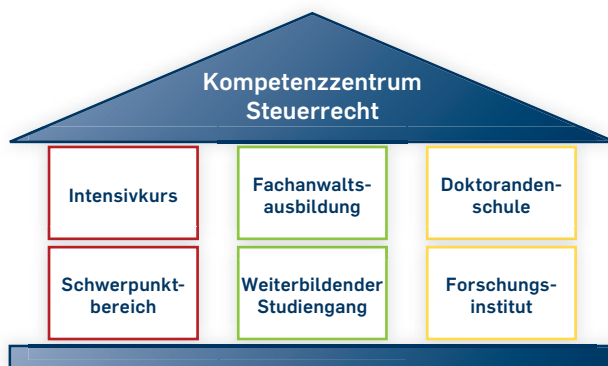 Kompetenzzentrum
Steuerrecht
Intensivkurs
Fachanwalts-
ausbildung
Doktoranden-
schule
Schwerpunkt-
bereich
Weiterbildender
Studiengang
Forschungs-
institut